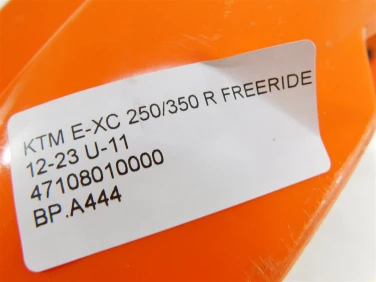 KTM E-XC 250/350 R FREERIDE
12-23 U-11
47108010000
BP.A444